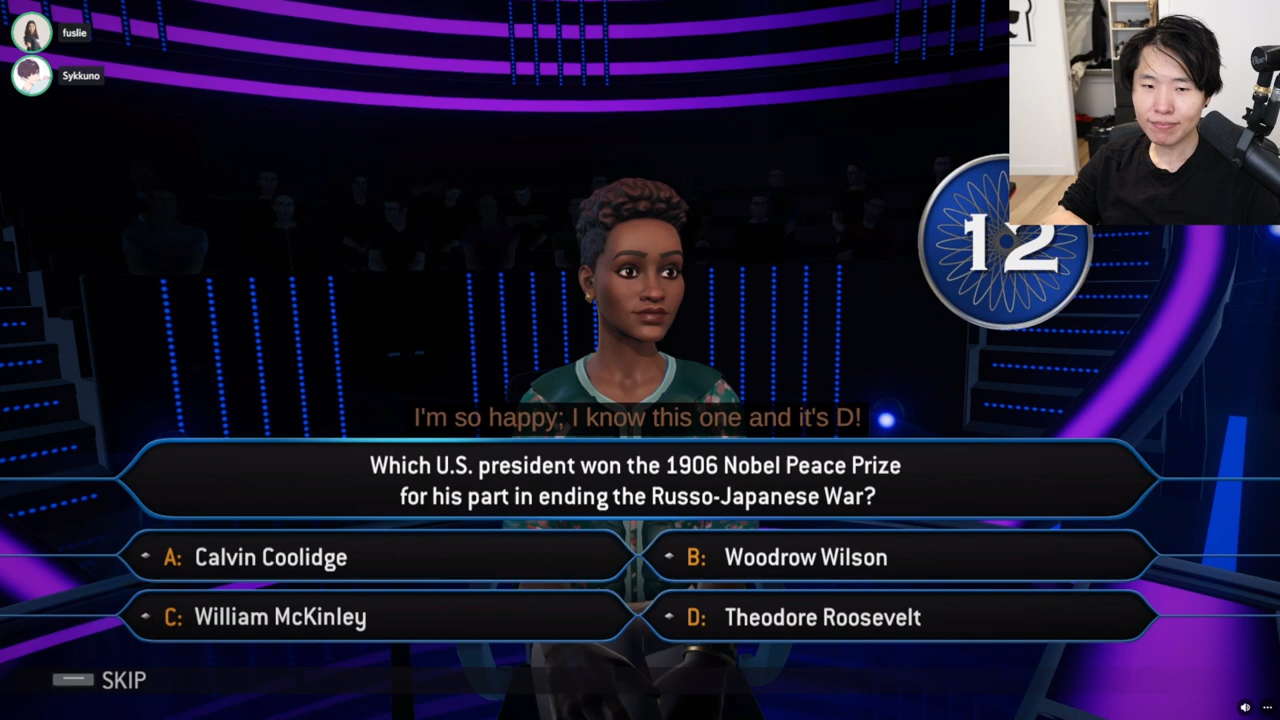 fuslie
Sykkuno
12
I'm so happy; I know this one and it's D!
Which U.S. president won the 1906 Nobel Peace Prize
for his part in ending the Russo-Japanese War?
A: Calvin Coolidge
B: Woodrow Wilson
C: William McKinley
D: Theodore Roosevelt
SKIP